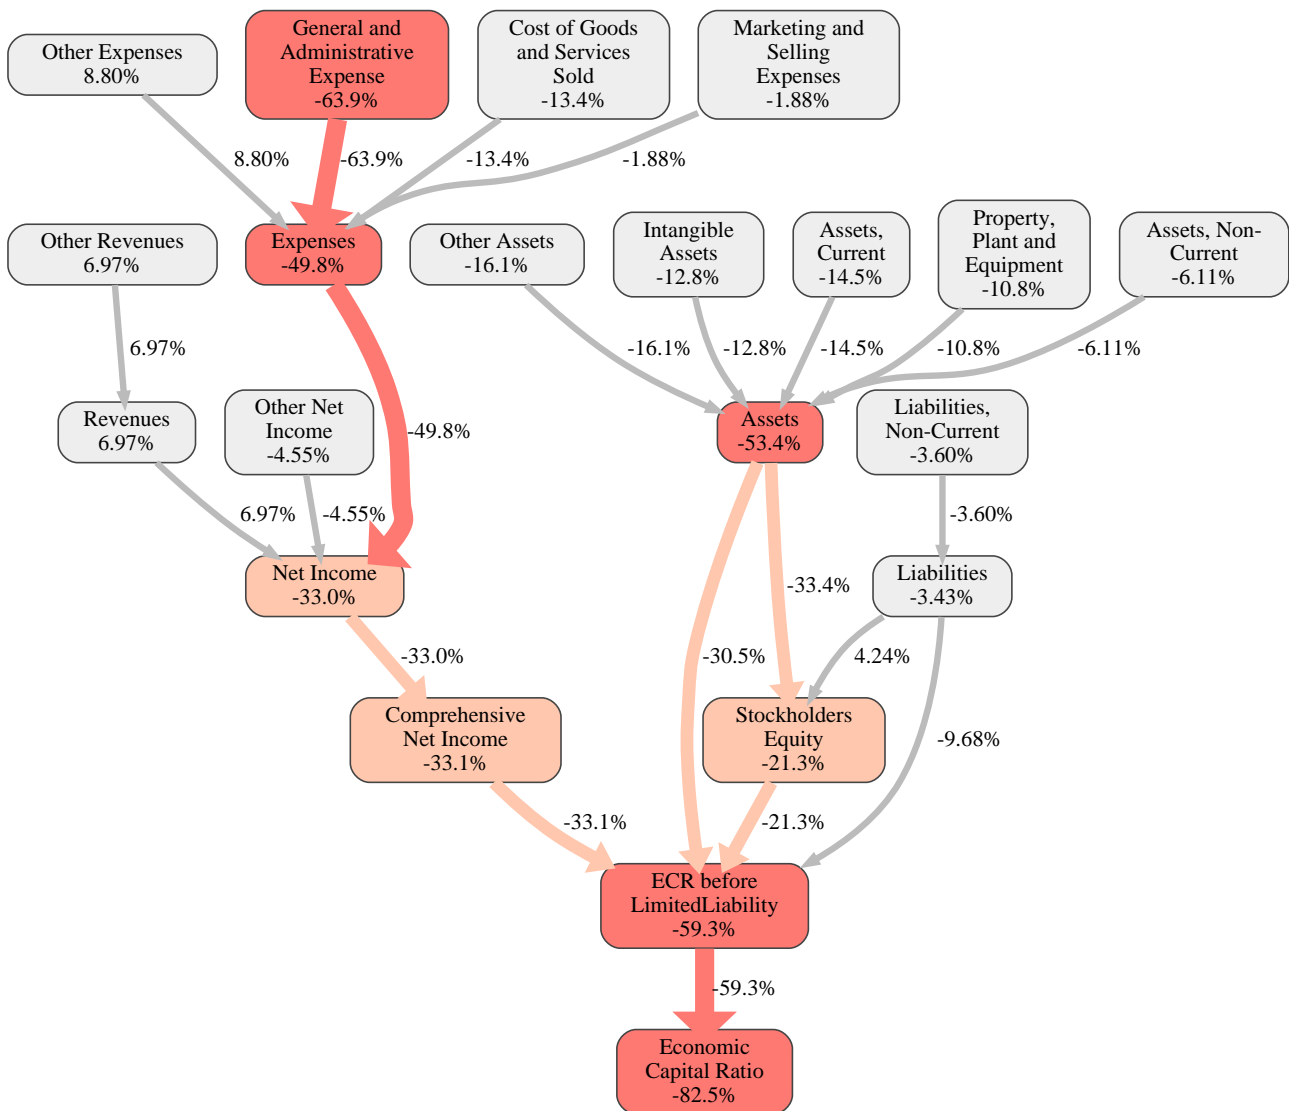 Other Expenses
8.80%
General and
Administrative
Expense
-63.9%
Cost of Goods
and Services
Sold
-13.4%
Marketing and
Selling
Expenses
-1.88%
8.80%
-63.9%
-13.4%
-1.88%
Other Revenues
6.97%
Expenses
-49.8%
Other Assets
-16.1%
Intangible
Assets
-12.8%
Assets,
Current
-14.5%
Property,
Plant and
Equipment
-10.8%
Assets, Non-
Current
-6.11%
6.97%
-16.1%
-12.8%
-14.5%
-10.8%
-6.11%
Revenues
6.97%
Other Net
Income
-4.55%
-49.8%
Assets
-53.4%
Liabilities,
Non-Current
-3.60%
6.97%
-4.55%
-3.60%
Net Income
-33.0%
-33.4%
Liabilities
-3.43%
-33.0%
-30.5%
4.24%
Comprehensive
Net Income
-33.1%
Stockholders
Equity
-21.3%
-9.68%
-33.1%
-21.3%
ECR before
LimitedLiability
-59.3%
-59.3%
Economic
Capital Ratio
-82.5%